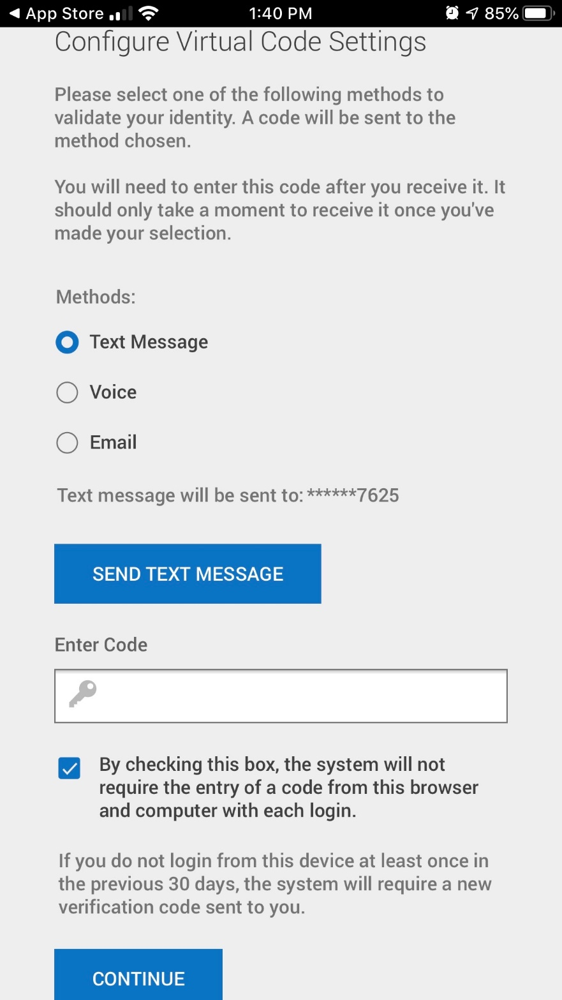 App Store 1:40 PM 85%
Configure Virtual Code Settings
Please select one of the following methods to
validate your identity. A code will be sent to the
method chosen.
You will need to enter this code after you receive it. It
should only take a moment to receive it once you've
made your selection.
Methods:
Text Message
Voice
Email
Text message will be sent to: ******7625
SEND TEXT MESSAGE
Enter Code
By checking this box, the system will not
require the entry of a code from this browser
and computer with each login.
If you do not login from this device at least once in
the previous 30 days, the system will require a new
verification code sent to you.
CONTINUE